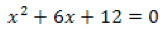 x² + 6x + 12 = 0